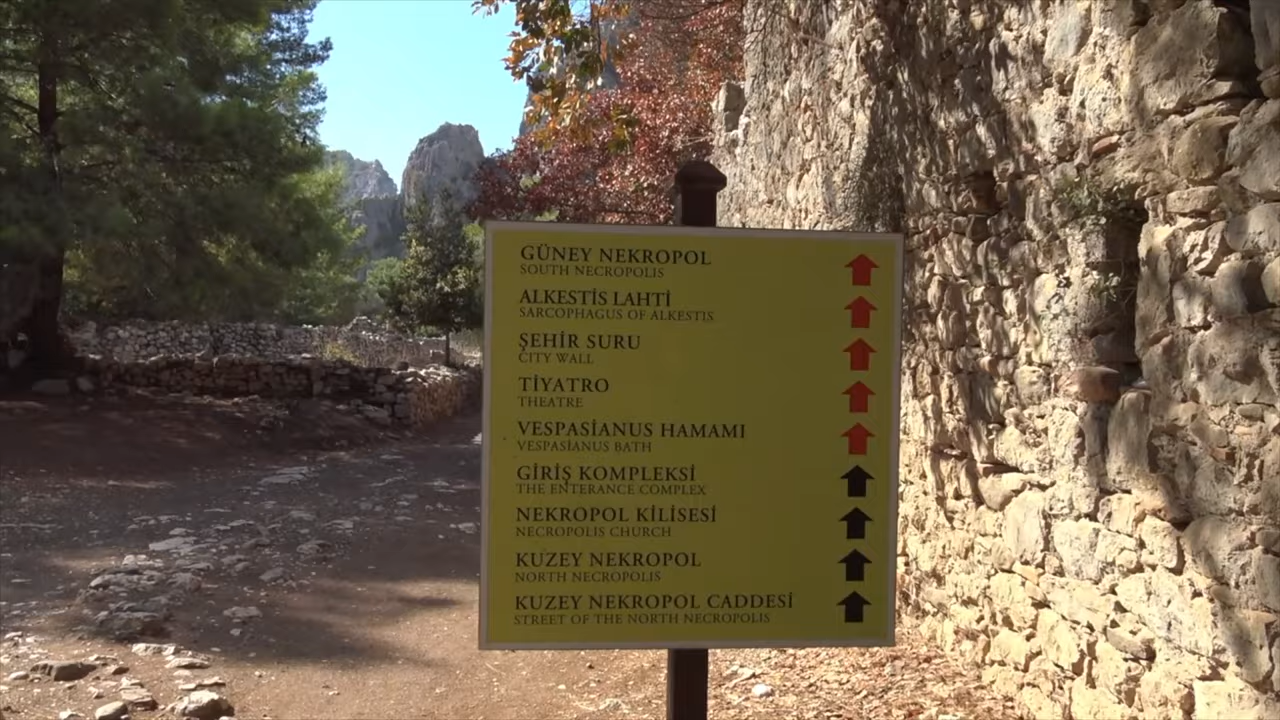 GÜNEY NEKROPOL
SOUTH NECROPOLIS
ALKESTİS LAHTİ
SARCOPHAGUS OF ALKESTIS
ŞEHİR SURU
CITY WALL
TİYATRO
THEATRE
VESPASİANUS HAMAMI
VESPASİANUS BATH
GİRİŞ KOMPLEKSİ
THE ENTERANCE COMPLEX
NEKROPOL KİLİSESİ
NECROPOLIS CHURCH
KUZEY NEKROPOL
NORTH NECROPOLIS
KUZEY NEKROPOL CADDESİ
STREET OF THE NORTH NECROPOLIS